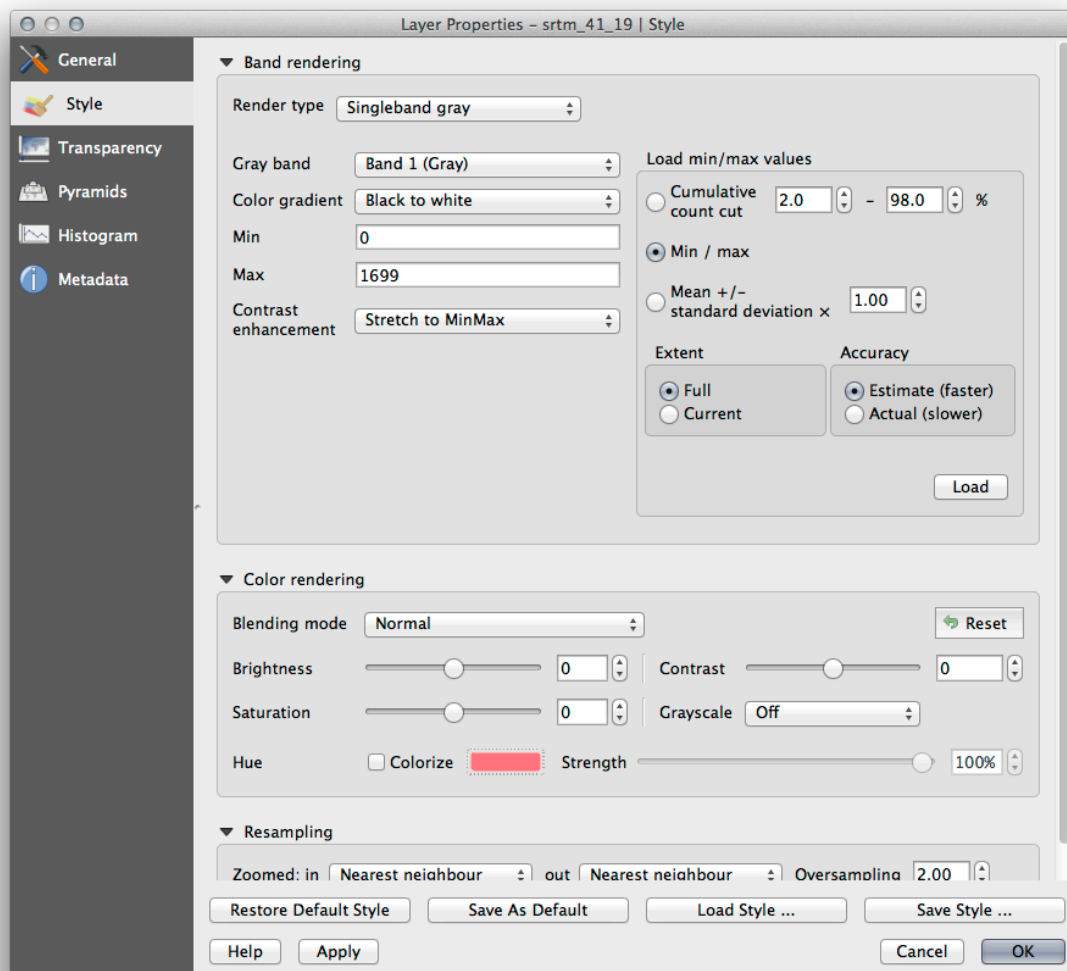 Layer Properties – srtm_41_19 | Style
General
Style
Transparency
Pyramids
Histogram
Metadata
Band rendering
Render type Singleband gray
Gray band Band 1 (Gray)
Color gradient Black to white
Min 0
Max 1699
Contrast
enhancement Stretch to MinMax
Load min/max values
Cumulative
count cut 2.0 – 98.0 %
Min / max
Mean +/–
standard deviation × 1.00
Extent
Full
Current
Accuracy
Estimate (faster)
Actual (slower)
Load
Color rendering
Blending mode Normal Reset
Brightness 0 Contrast 0
Saturation 0 Grayscale Off
Hue Colorize Strength 100%
Resampling
Zoomed: in Nearest neighbour out Nearest neighbour Oversampling 2.00
Restore Default Style Save As Default Load Style ... Save Style ...
Help Apply Cancel OK